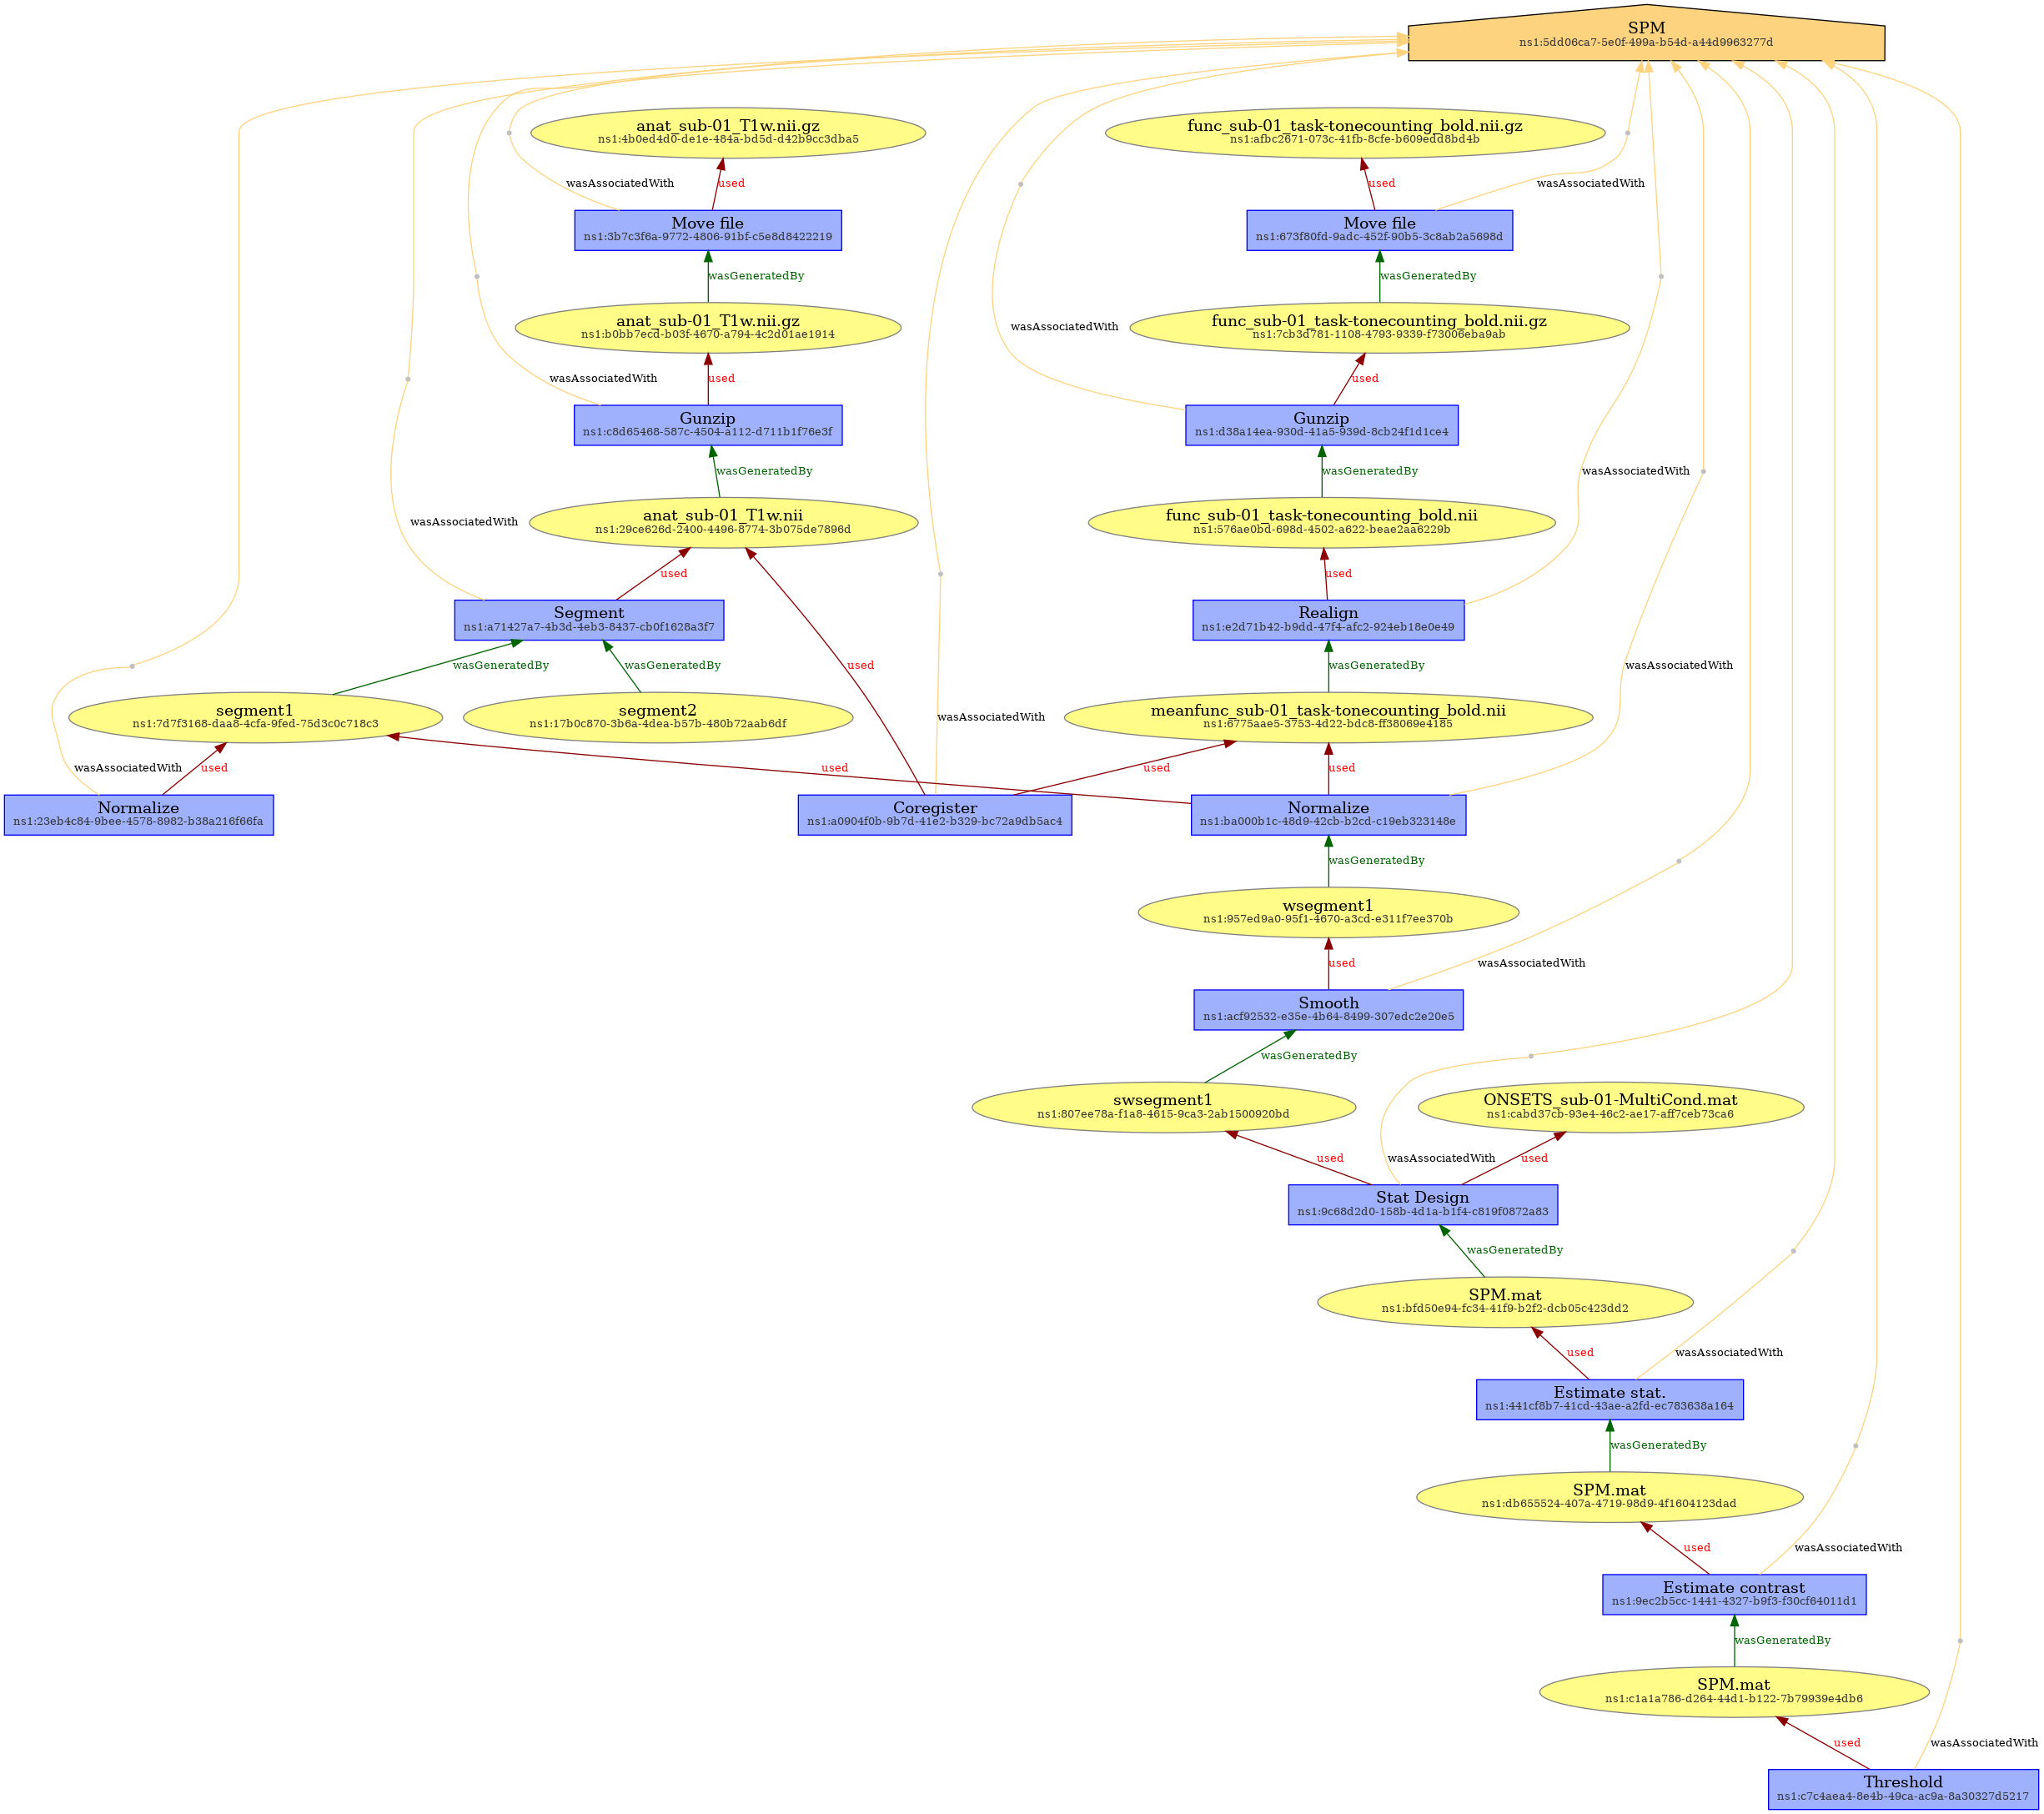 SPM
ns1:5dd06ca7-5e0f-499a-b54d-a44d9963277d
anat_sub-01_T1w.nii.gz
ns1:4b0ed4d0-de1e-484a-bd5d-d42b9cc3dba5
func_sub-01_task-tonecounting_bold.nii.gz
ns1:afbc2671-073c-41fb-8cfe-b609edd8bd4b
wasAssociatedWith
used
used
wasAssociatedWith
Move file
ns1:3b7c3f6a-9772-4806-91bf-c5e8d8422219
Move file
ns1:673f80fd-9adc-452f-90b5-3c8ab2a5698d
wasGeneratedBy
wasGeneratedBy
anat_sub-01_T1w.nii.gz
ns1:b0bb7ecd-b03f-4670-a794-4c2d01ae1914
func_sub-01_task-tonecounting_bold.nii.gz
ns1:7cb3d781-1108-4793-9339-f73006eba9ab
wasAssociatedWith
wasAssociatedWith
used
used
Gunzip
ns1:c8d65468-587c-4504-a112-d711b1f76e3f
Gunzip
ns1:d38a14ea-930d-41a5-939d-8cb24f1d1ce4
wasGeneratedBy
wasGeneratedBy
wasAssociatedWith
anat_sub-01_T1w.nii
ns1:29ce626d-2400-4496-8774-3b075de7896d
func_sub-01_task-tonecounting_bold.nii
ns1:576ae0bd-698d-4502-a622-beae2aa6229b
wasAssociatedWith
used
used
Segment
ns1:a71427a7-4b3d-4eb3-8437-cb0f1628a3f7
Realign
ns1:e2d71b42-b9dd-47f4-afc2-924eb18e0e49
wasGeneratedBy
wasGeneratedBy
used
wasGeneratedBy
wasAssociatedWith
segment1
ns1:7d7f3168-daa8-4cfa-9fed-75d3c0c718c3
segment2
ns1:17b0c870-3b6a-4dea-b57b-480b72aab6df
wasAssociatedWith
meanfunc_sub-01_task-tonecounting_bold.nii
ns1:6775aae5-3753-4d22-bdc8-ff38069e4185
wasAssociatedWith
used
used
used
used
Normalize
ns1:23eb4c84-9bee-4578-8982-b38a216f66fa
Coregister
ns1:a0904f0b-9b7d-41e2-b329-bc72a9db5ac4
Normalize
ns1:ba000b1c-48d9-42cb-b2cd-c19eb323148e
wasGeneratedBy
wsegment1
ns1:957ed9a0-95f1-4670-a3cd-e311f7ee370b
used
wasAssociatedWith
Smooth
ns1:acf92532-e35e-4b64-8499-307edc2e20e5
wasGeneratedBy
swsegment1
ns1:807ee78a-f1a8-4615-9ca3-2ab1500920bd
ONSETS_sub-01-MultiCond.mat
ns1:cabd37cb-93e4-46c2-ae17-aff7ceb73ca6
used
wasAssociatedWith
used
Stat Design
ns1:9c68d2d0-158b-4d1a-b1f4-c819f0872a83
wasGeneratedBy
SPM.mat
ns1:bfd50e94-fc34-41f9-b2f2-dcb05c423dd2
used
wasAssociatedWith
Estimate stat.
ns1:441cf8b7-41cd-43ae-a2fd-ec783638a164
wasGeneratedBy
SPM.mat
ns1:db655524-407a-4719-98d9-4f1604123dad
used
wasAssociatedWith
Estimate contrast
ns1:9ec2b5cc-1441-4327-b9f3-f30cf64011d1
wasGeneratedBy
SPM.mat
ns1:c1a1a786-d264-44d1-b122-7b79939e4db6
used
wasAssociatedWith
Threshold
ns1:c7c4aea4-8e4b-49ca-ac9a-8a30327d5217